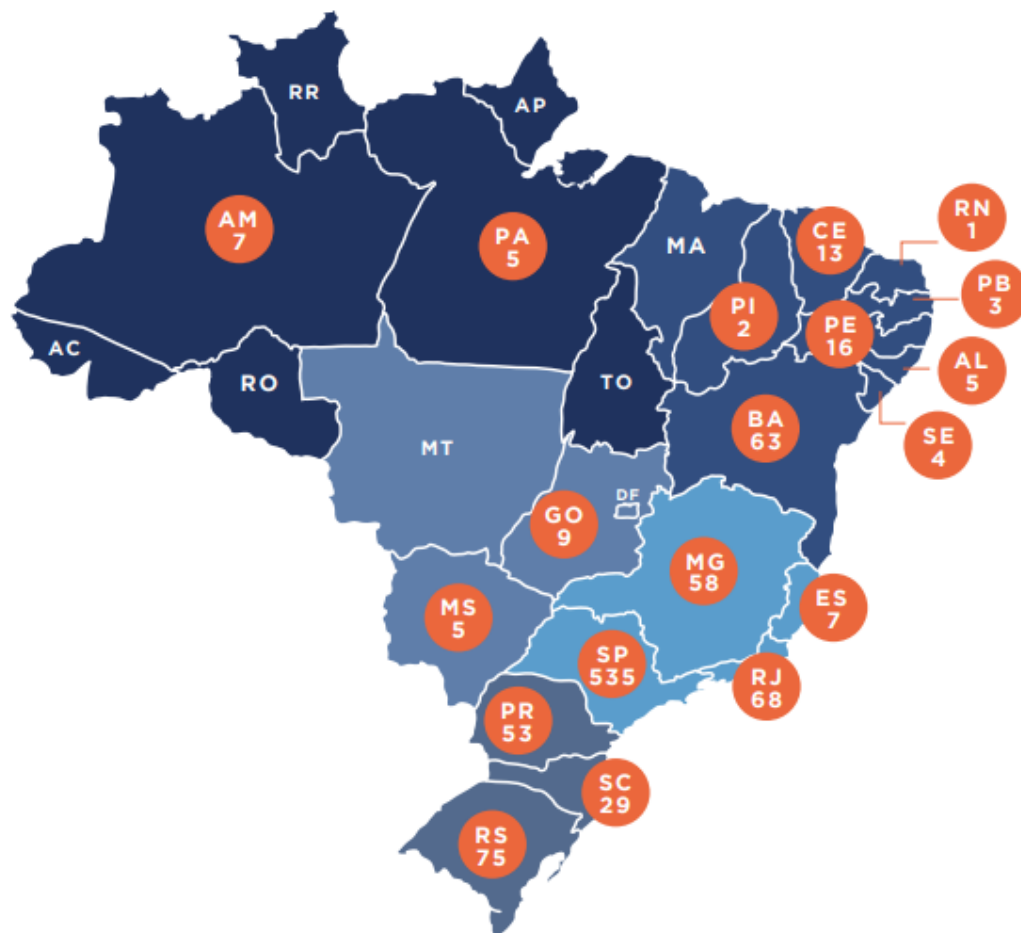 RR
AP
AM
7
PA
5
MA
CE
13
RN
1
PB
3
PI
2
PE
16
AC
RO
TO
AL
5
BA
63
SE
4
MT
DF
GO
9
MG
58
ES
7
MS
5
SP
535
RJ
68
PR
53
SC
29
RS
75